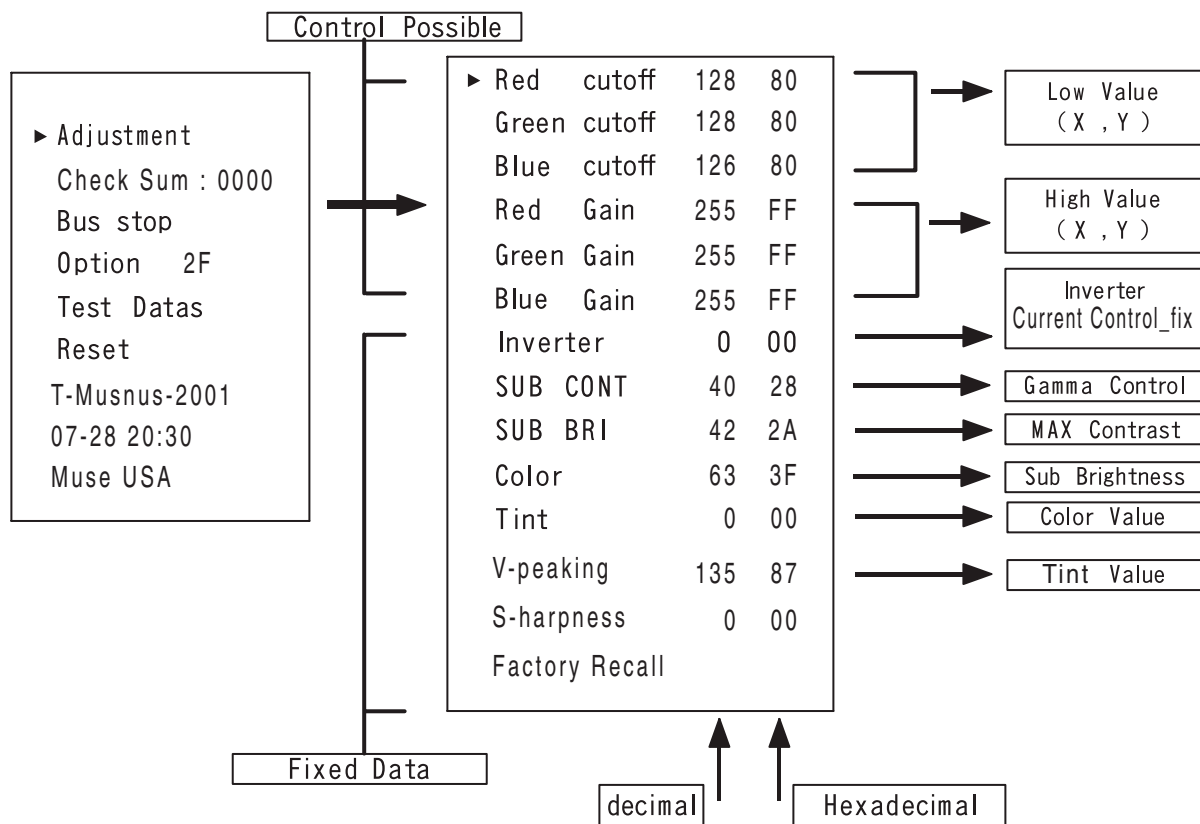 Control Possible
► Adjustment
Check Sum : 0000
Bus stop
Option 2F
Test Datas
Reset
T-Musnus-2001
07-28 20:30
Muse USA
► Red cutoff 128 80
Green cutoff 128 80
Blue cutoff 126 80
Red Gain 255 FF
Green Gain 255 FF
Blue Gain 255 FF
Inverter 0 00
SUB CONT 40 28
SUB BRI 42 2A
Color 63 3F
Tint 0 00
V-peaking 135 87
S-harpness 0 00
Factory Recall
Low Value
( X , Y )
High Value
( X , Y )
Inverter
Current Control_fix
Gamma Control
MAX Contrast
Sub Brightness
Color Value
Tint Value
Fixed Data
decimal
Hexadecimal